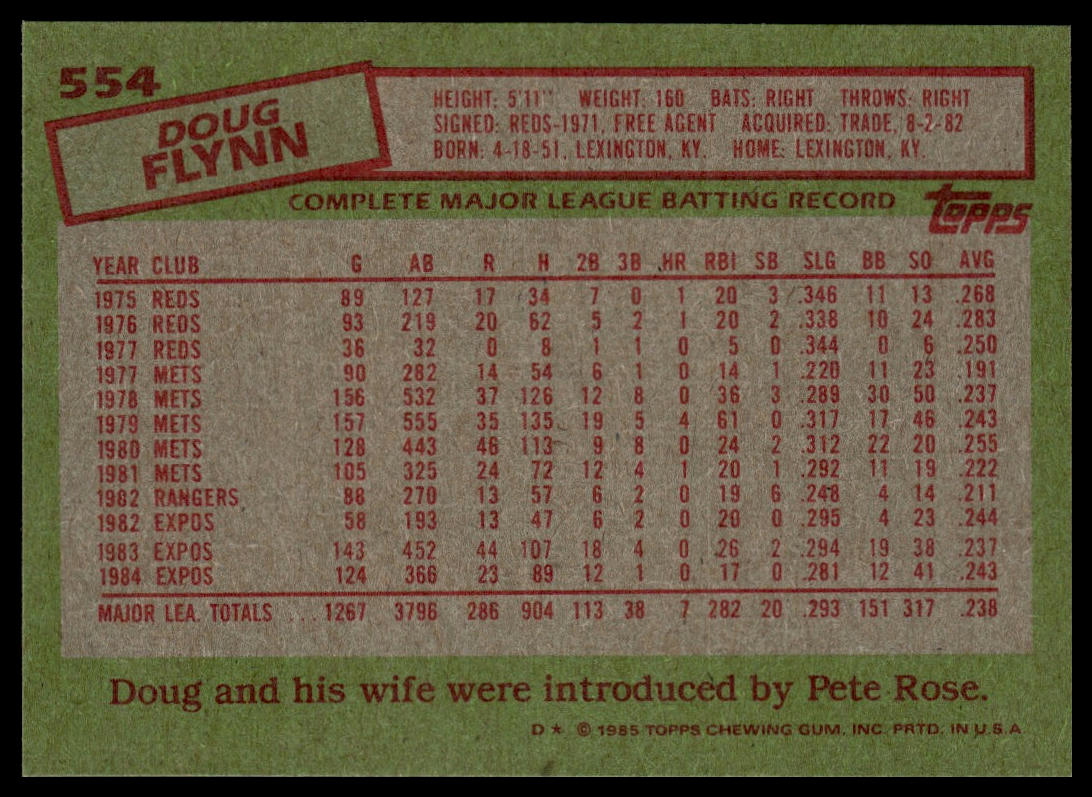 554
DOUG
FLYNN
HEIGHT: 5'11" WEIGHT: 160 BATS: RIGHT THROWS: RIGHT
SIGNED: REDS-1971, FREE AGENT ACQUIRED: TRADE, 8-2-82
BORN: 4-18-51, LEXINGTON, KY. HOME: LEXINGTON, KY.
COMPLETE MAJOR LEAGUE BATTING RECORD
TOPPS
YEAR CLUB G AB R H 2B 3B HR RBI SB SLG BB SO AVG
1975 REDS 89 127 17 34 7 0 1 20 3 .346 11 13 .268
1976 REDS 93 219 20 62 5 2 1 20 2 .338 10 24 .283
1977 REDS 36 32 0 8 1 1 0 5 0 .344 0 6 .250
1977 METS 90 282 14 54 6 1 0 14 1 .220 11 23 .191
1978 METS 156 532 37 126 12 8 0 36 3 .289 30 50 .237
1979 METS 157 555 35 135 19 5 4 61 0 .317 17 46 .243
1980 METS 128 443 46 113 9 8 0 24 2 .312 22 20 .255
1981 METS 105 325 24 72 12 4 1 20 1 .292 11 19 .222
1982 RANGERS 88 270 13 57 6 2 0 19 6 .248 4 14 .211
1982 EXPOS 58 193 13 47 6 2 0 20 0 .295 4 23 .244
1983 EXPOS 143 452 44 107 18 4 0 26 2 .294 19 38 .237
1984 EXPOS 124 366 23 89 12 1 0 17 0 .281 12 41 .243
MAJOR LEA. TOTALS ... 1267 3796 286 904 113 38 7 282 20 .293 151 317 .238
Doug and his wife were introduced by Pete Rose.
D* © 1985 TOPPS CHEWING GUM, INC. PRTD. IN U.S.A